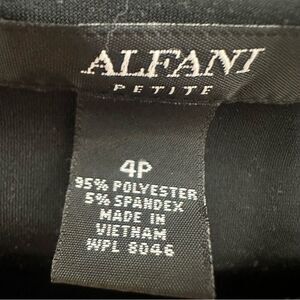 ALFANI
PETITE
4P
95% POLYESTER
5% SPANDEX
MADE IN
VIETNAM
WPL 8046